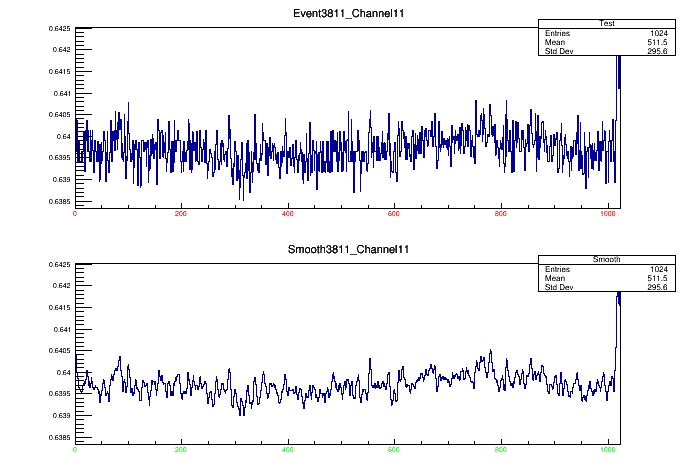 Event3811_Channel11
Test
Entries 1024
Mean 511.5
Std Dev 295.6
0.6425
0.642
0.6415
0.641
0.6405
0.64
0.6395
0.639
0.6385
0 200 400 600 800 1000
Smooth3811_Channel11
Smooth
Entries 1024
Mean 511.5
Std Dev 295.6
0.6425
0.642
0.6415
0.641
0.6405
0.64
0.6395
0.639
0.6385
0 200 400 600 800 1000